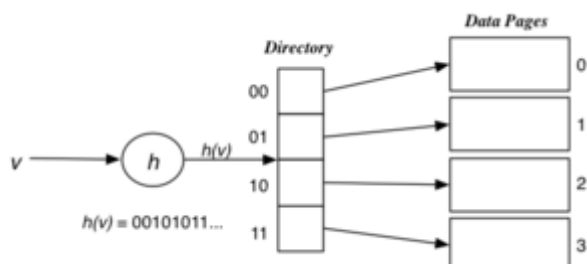 Data Pages
Directory
0
00
01
1
v
h
h(v)
10
2
h(v) = 00101011...
11
3